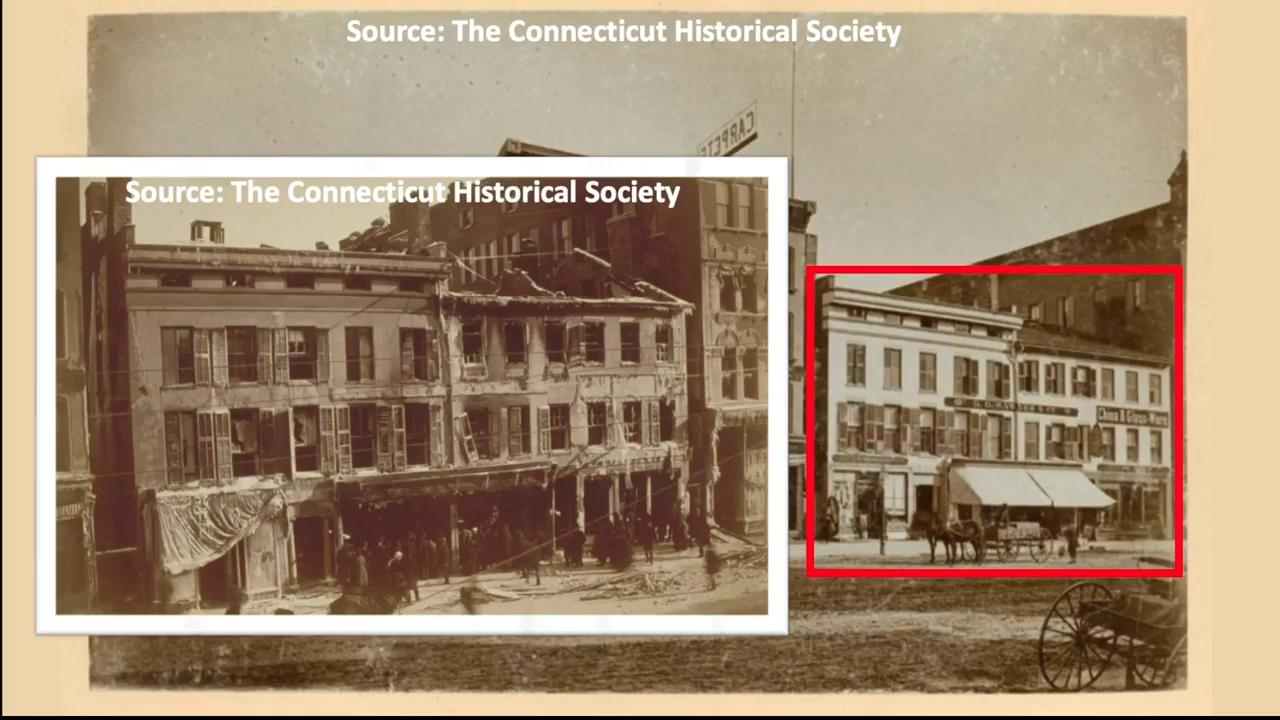 Source: The Connecticut Historical Society
CARPETS
Source: The Connecticut Historical Society
China & Glass-Ware